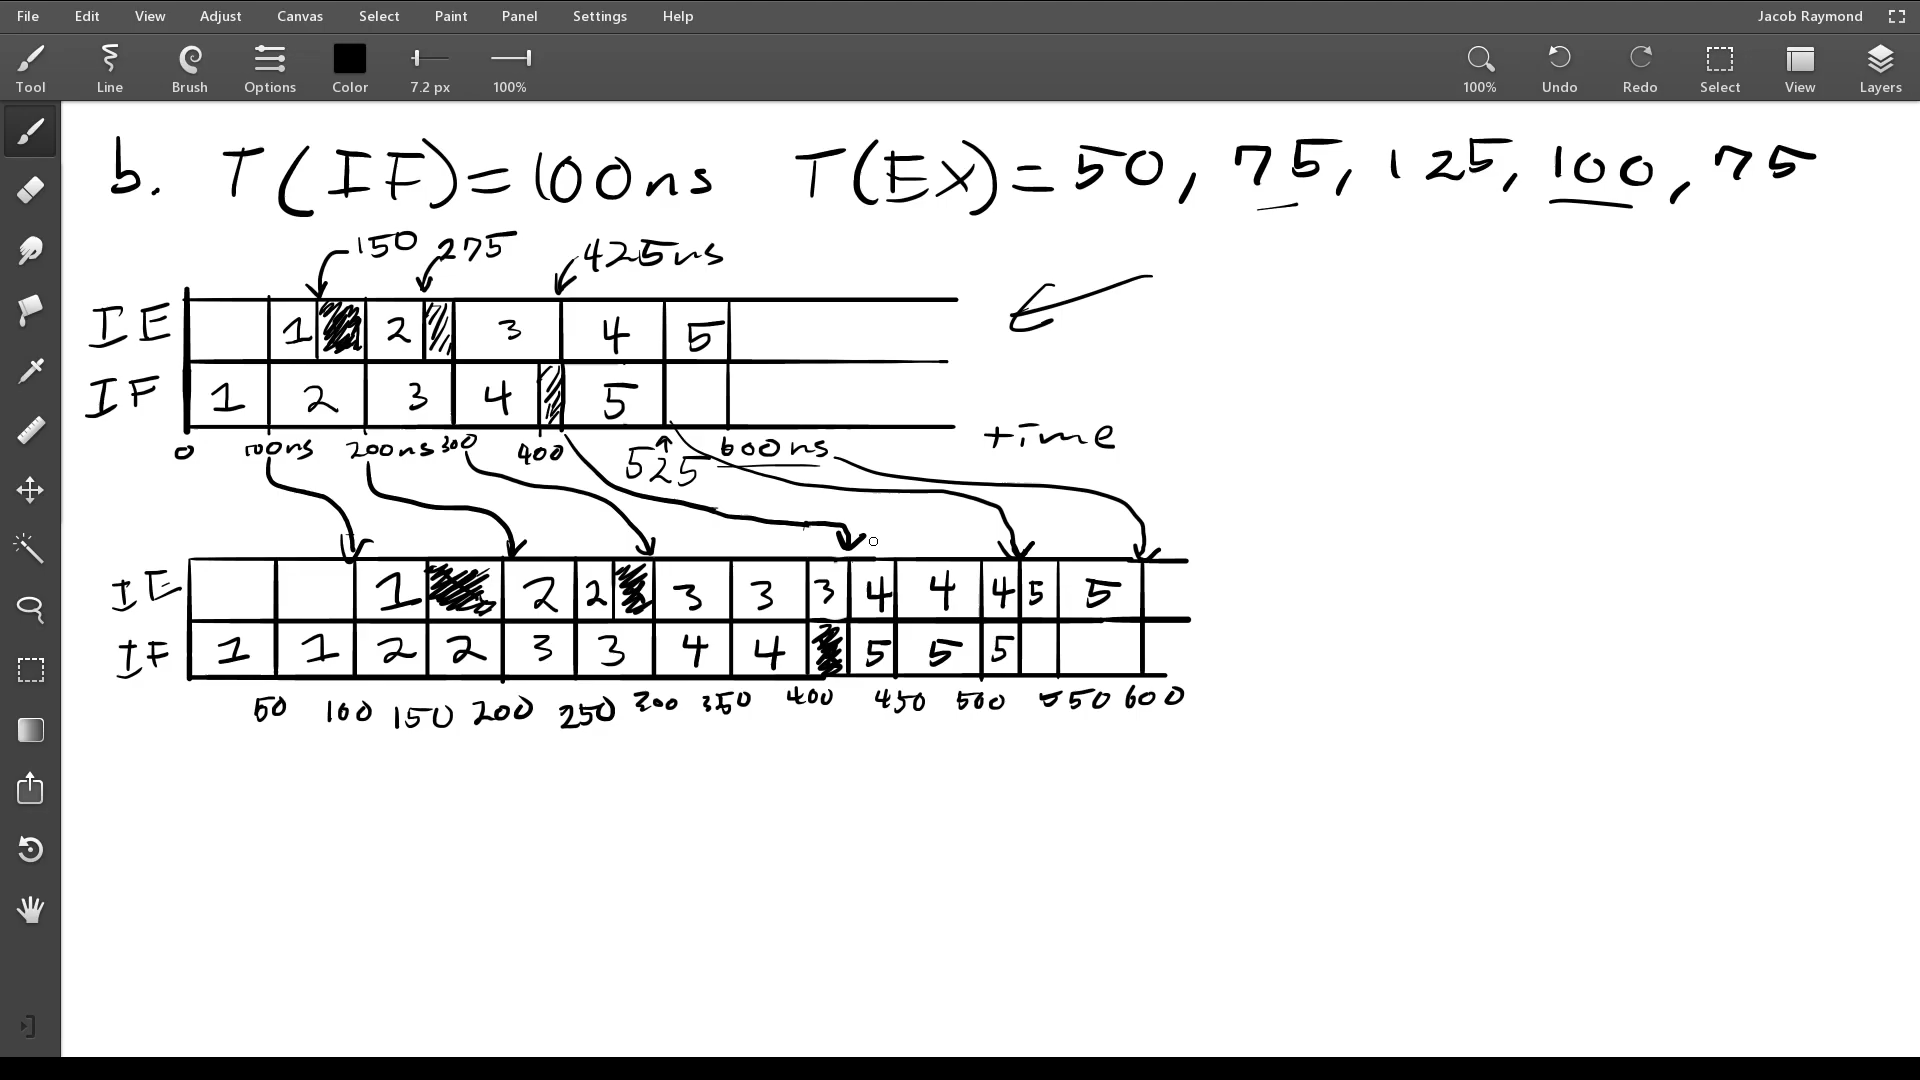 File Edit View Adjust Canvas Select Paint Panel Settings Help Jacob Raymond
Tool Line Brush Options Color 7.2 px 100% 100% Undo Redo Select View Layers
b. T(IF)=100ns T(EX)=50, 75, 125, 100, 75
150 275 425ns
IE 1 2 3 4 5
IF 1 2 3 4 5
0 100ns 200ns 300 400 525 600ns time
IE 1 2 2 3 3 3 4 4 4 5 5
IF 1 1 2 2 3 3 4 4 5 5 5
50 100 150 200 250 300 350 400 450 500 550 600